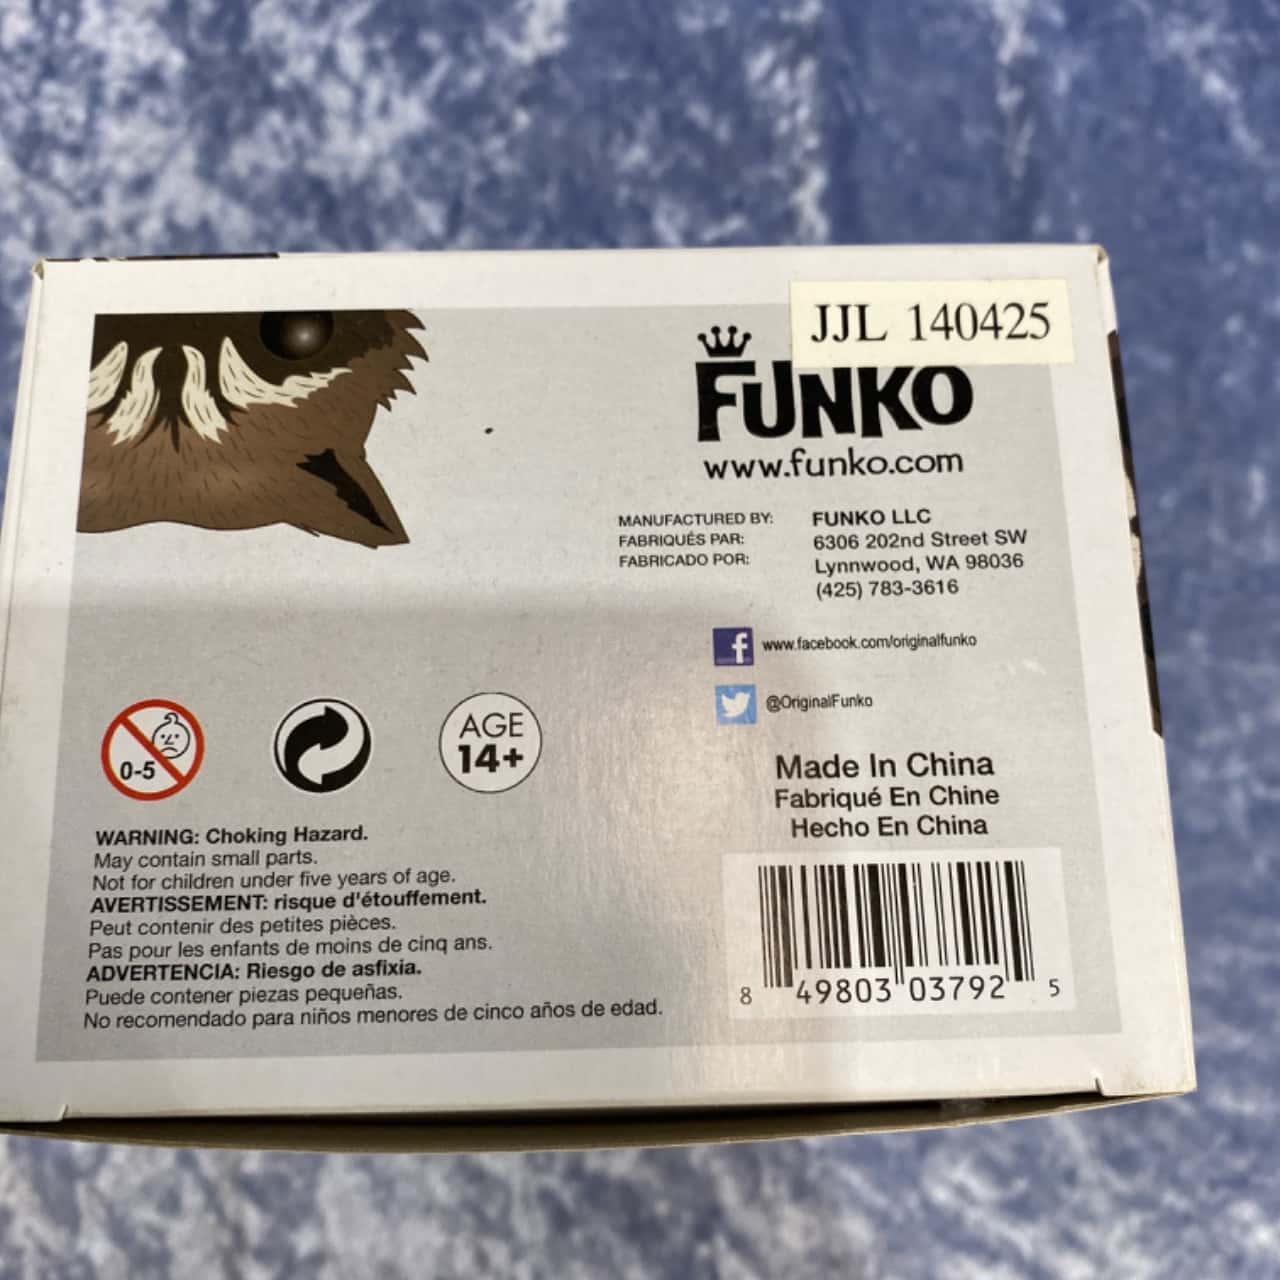 JJL 140425
FUNKO
www.funko.com
MANUFACTURED BY:
FABRIQUÉS PAR:
FABRICADO POR:
FUNKO LLC
6306 202nd Street SW
Lynnwood, WA 98036
(425) 783-3616
f www.facebook.com/originalfunko
@OriginalFunko
0-5
AGE
14+
Made In China
Fabriqué En Chine
Hecho En China
WARNING: Choking Hazard.
May contain small parts.
Not for children under five years of age.
AVERTISSEMENT: risque d'étouffement.
Peut contenir des petites pièces.
Pas pour les enfants de moins de cinq ans.
ADVERTENCIA: Riesgo de asfixia.
Puede contener piezas pequeñas.
No recomendado para niños menores de cinco años de edad.
8 49803 03792 5